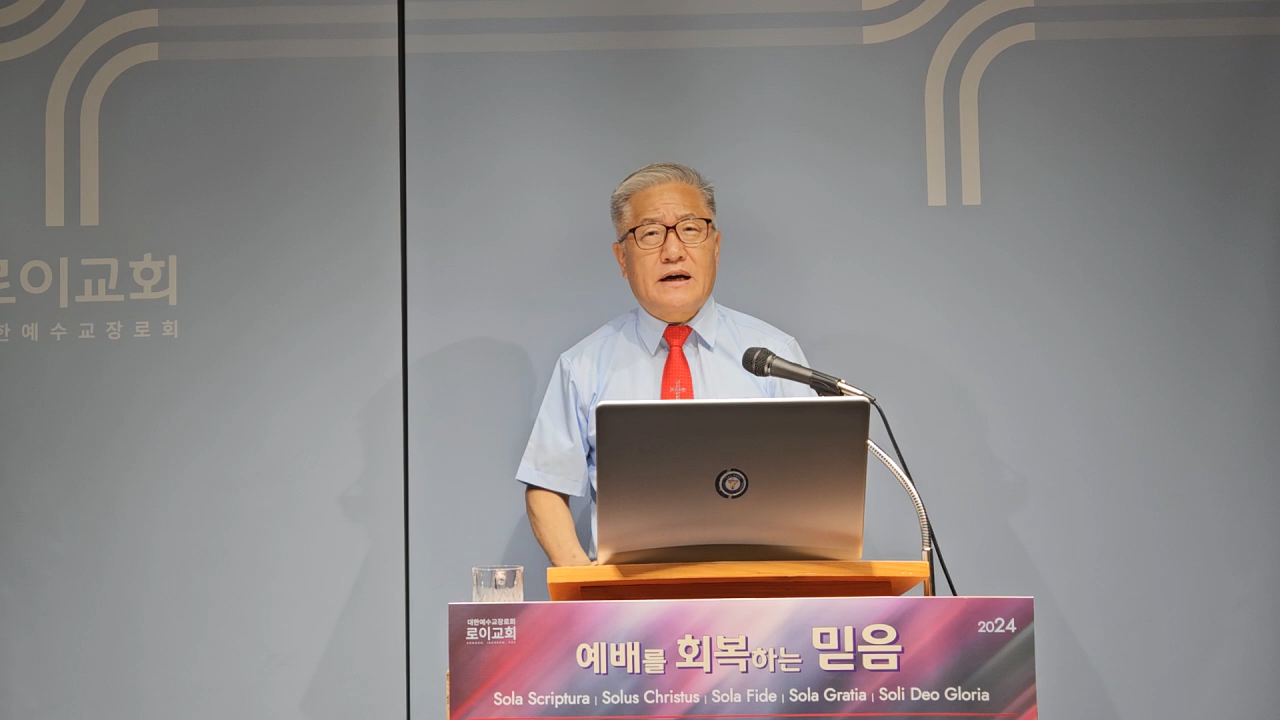 로이교회
한예수교장로회
대한예수교장로회
로이교회
2024
예배를 회복하는 믿음
Sola Scriptura | Solus Christus | Sola Fide | Sola Gratia | Soli Deo Gloria